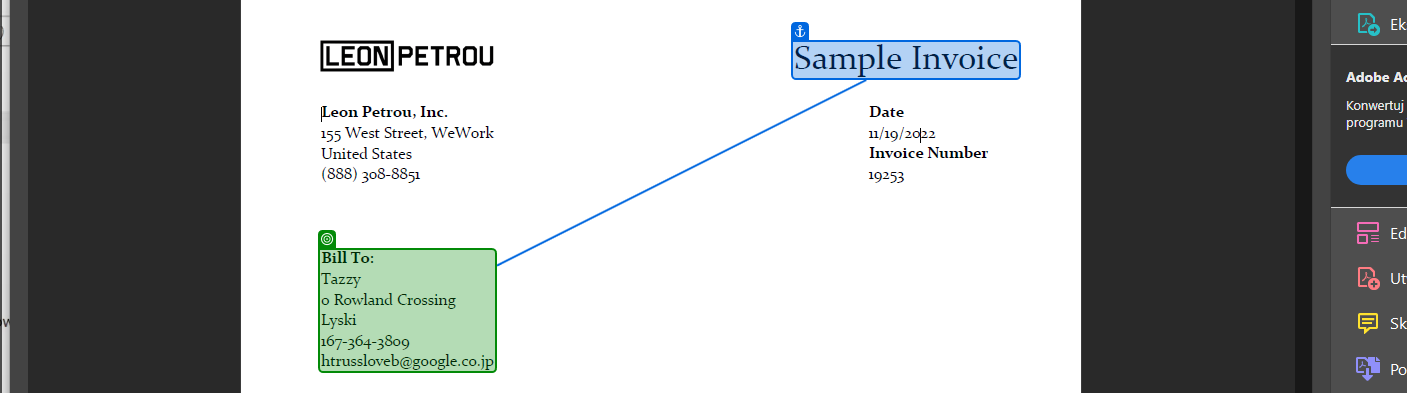 LEON PETROU
Sample Invoice
Leon Petrou, Inc.
155 West Street, WeWork
United States
(888) 308-8851
Date
11/19/2022
Invoice Number
19253
Bill To:
Tazzy
0 Rowland Crossing
Lyski
167-364-3809
htrussloveb@google.co.jp
Adobe Ac
Konwertuj
programu
Ed
Sk
Po